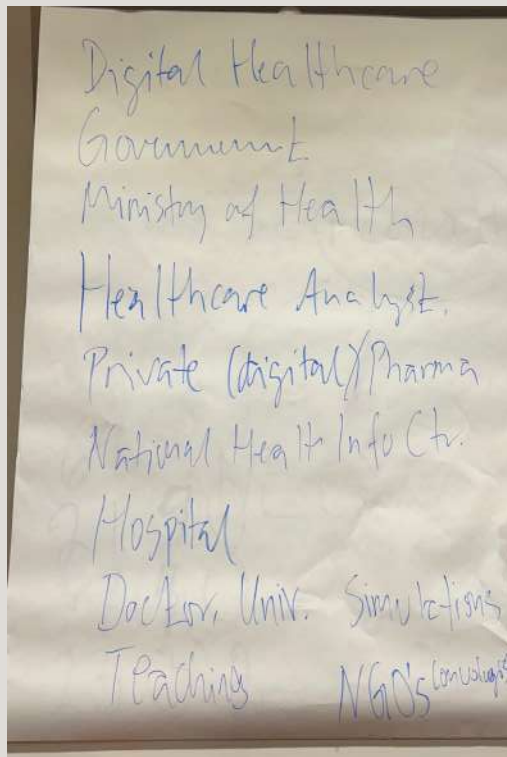 Digital Healthcare
Government
Ministry of Health
Healthcare Analyst.
Private (digital)/Pharma
National Health Info Ctr.
Hospital
Doctor, Univ. Simulations
Teaching NGO's